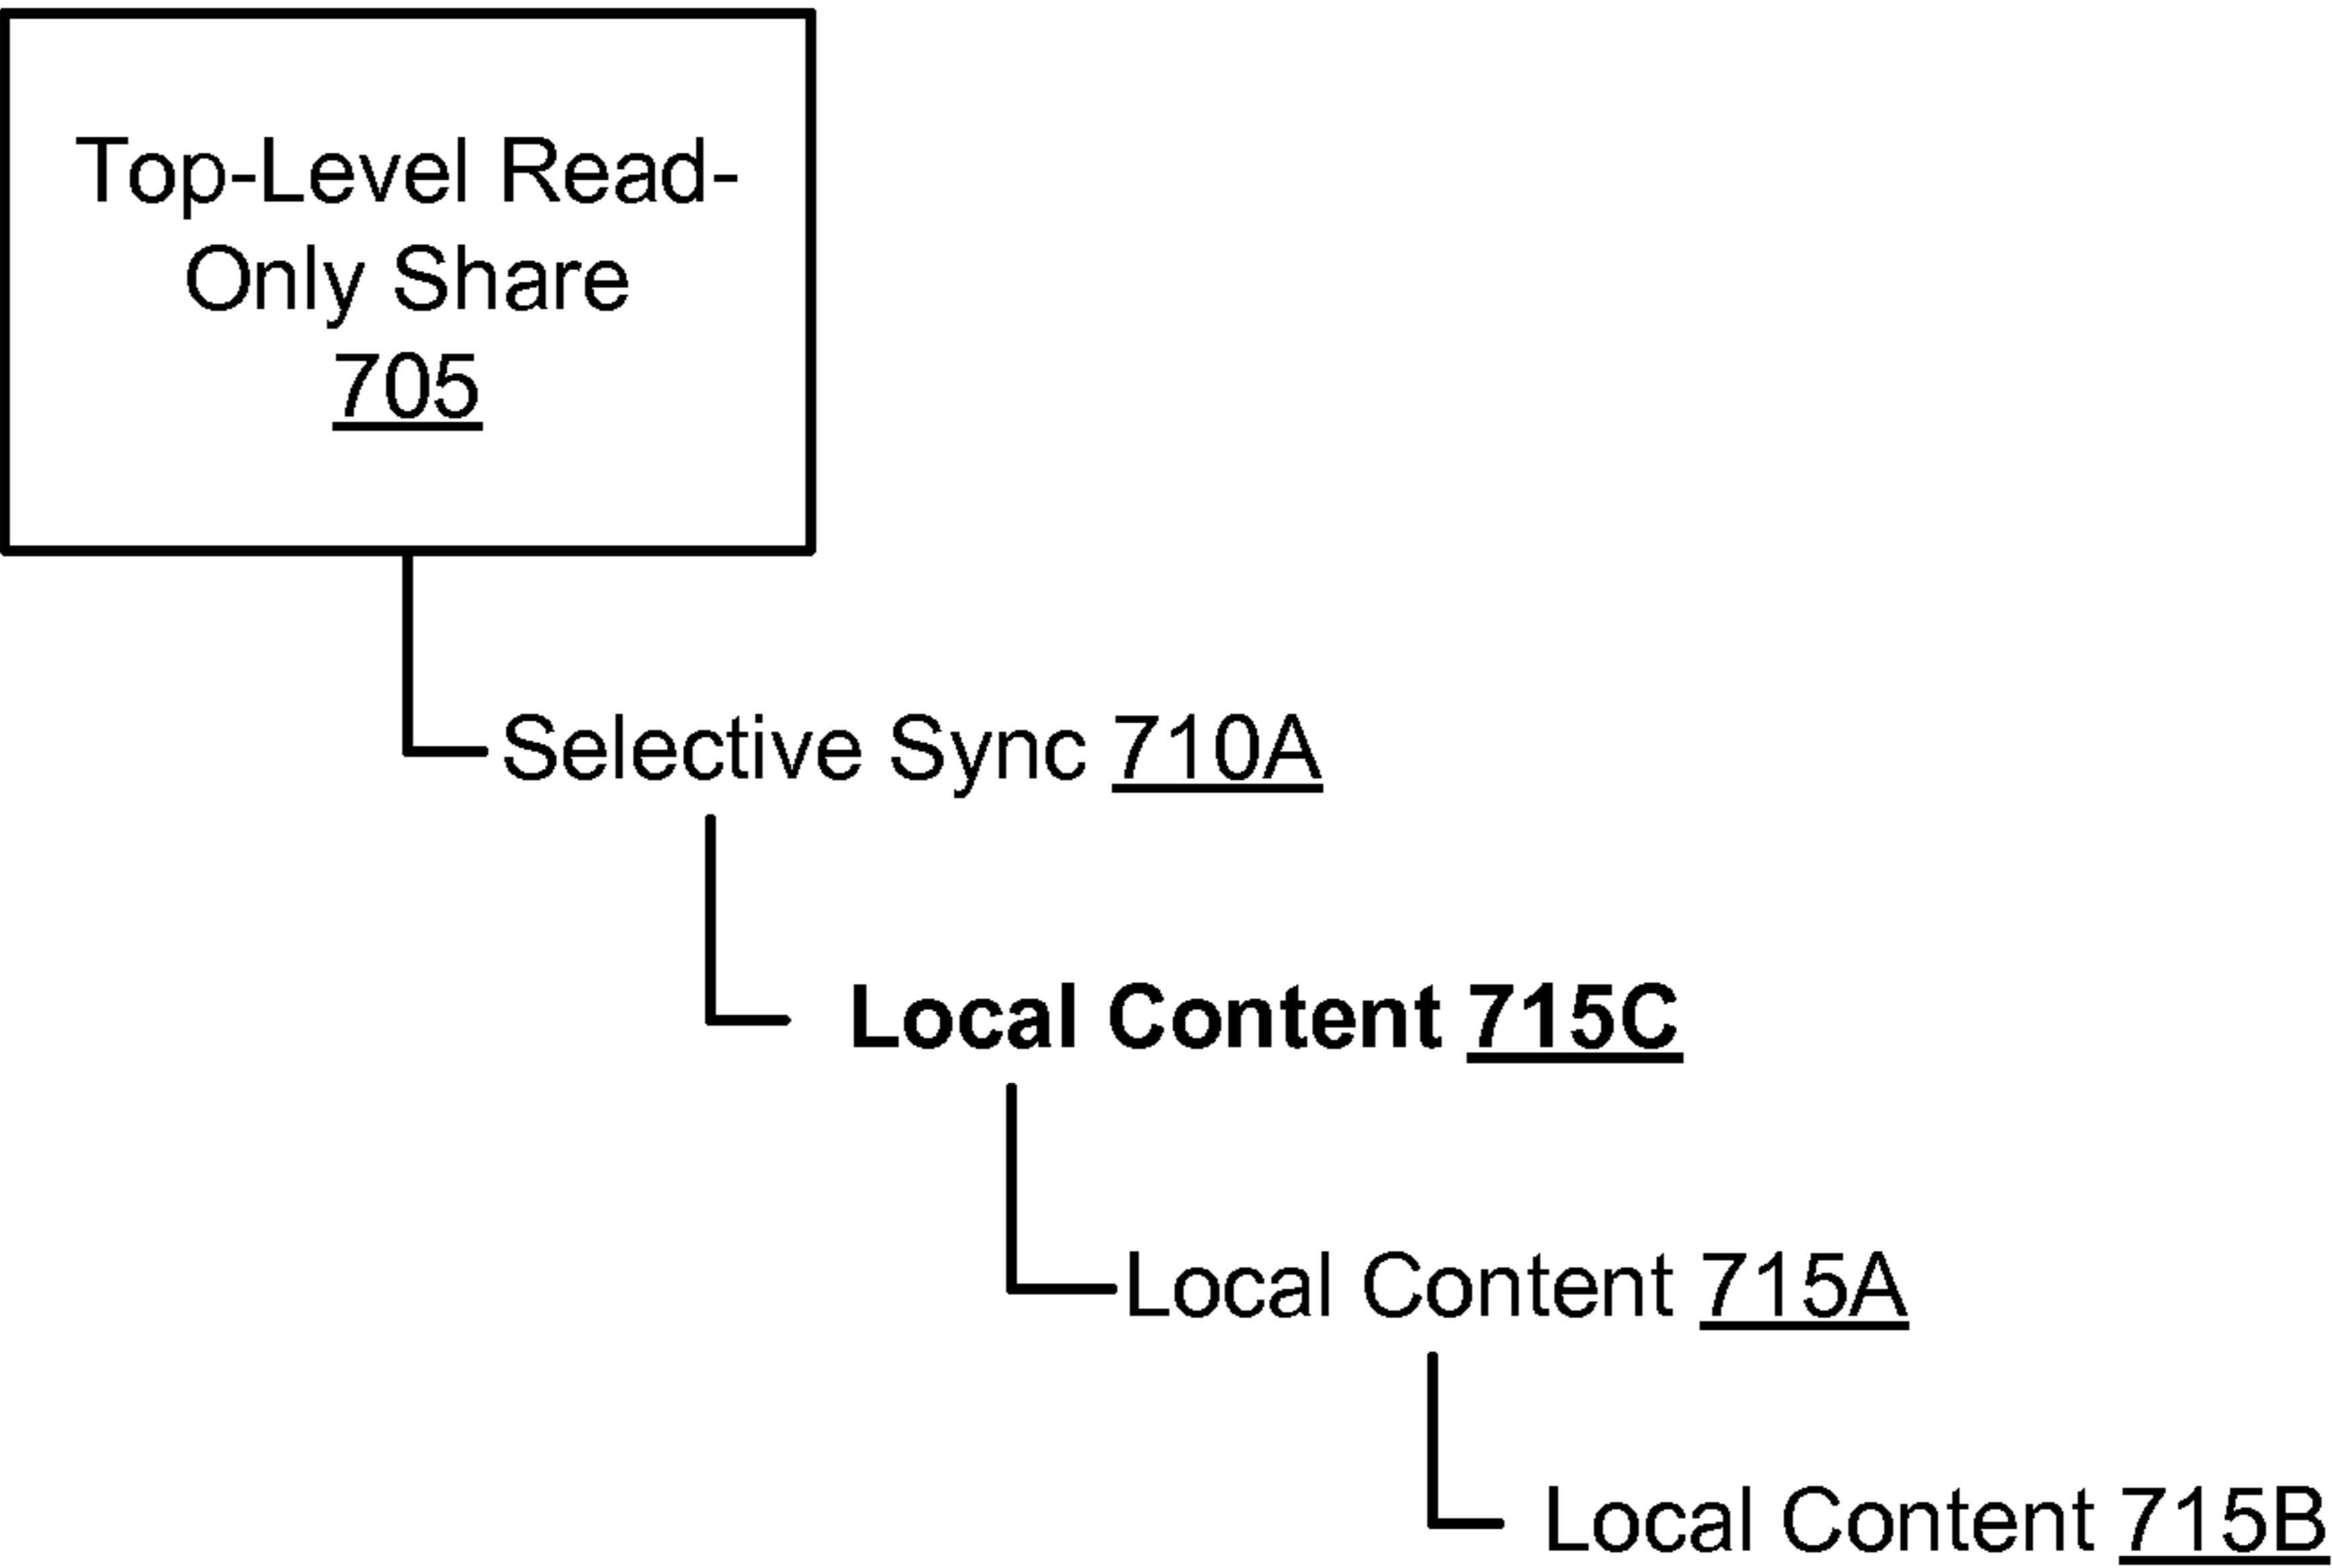 Top-Level Read-
Only Share
705
Selective Sync 710A
Local Content 715C
Local Content 715A
Local Content 715B